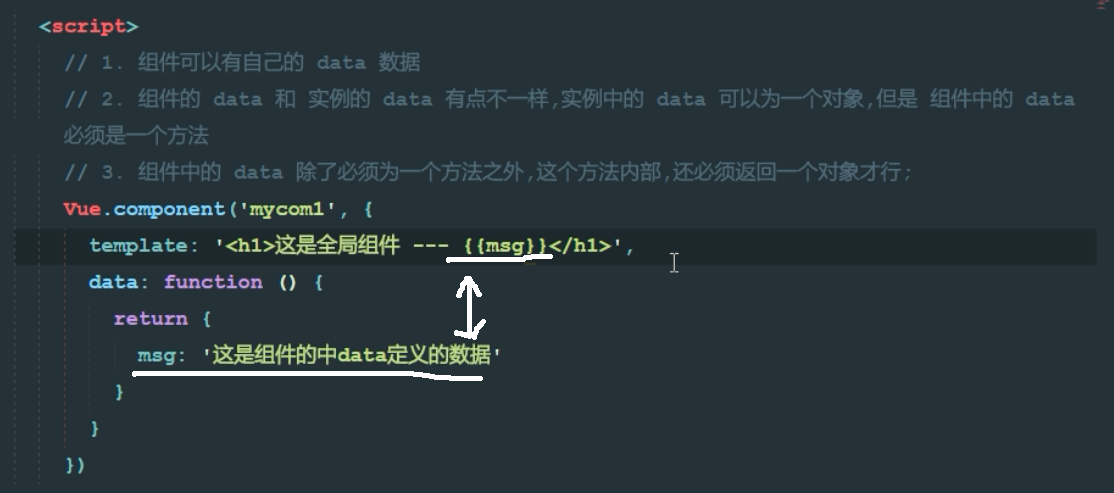 <script>
// 1. 组件可以有自己的 data 数据
// 2. 组件的 data 和 实例的 data 有点不一样,实例中的 data 可以为一个对象,但是 组件中的 data
必须是一个方法
// 3. 组件中的 data 除了必须为一个方法之外,这个方法内部,还必须返回一个对象才行;
Vue.component('mycom1', {
template: '<h1>这是全局组件 --- {{msg}}</h1>',
data: function () {
return {
msg: '这是组件的中data定义的数据'
}
}
})